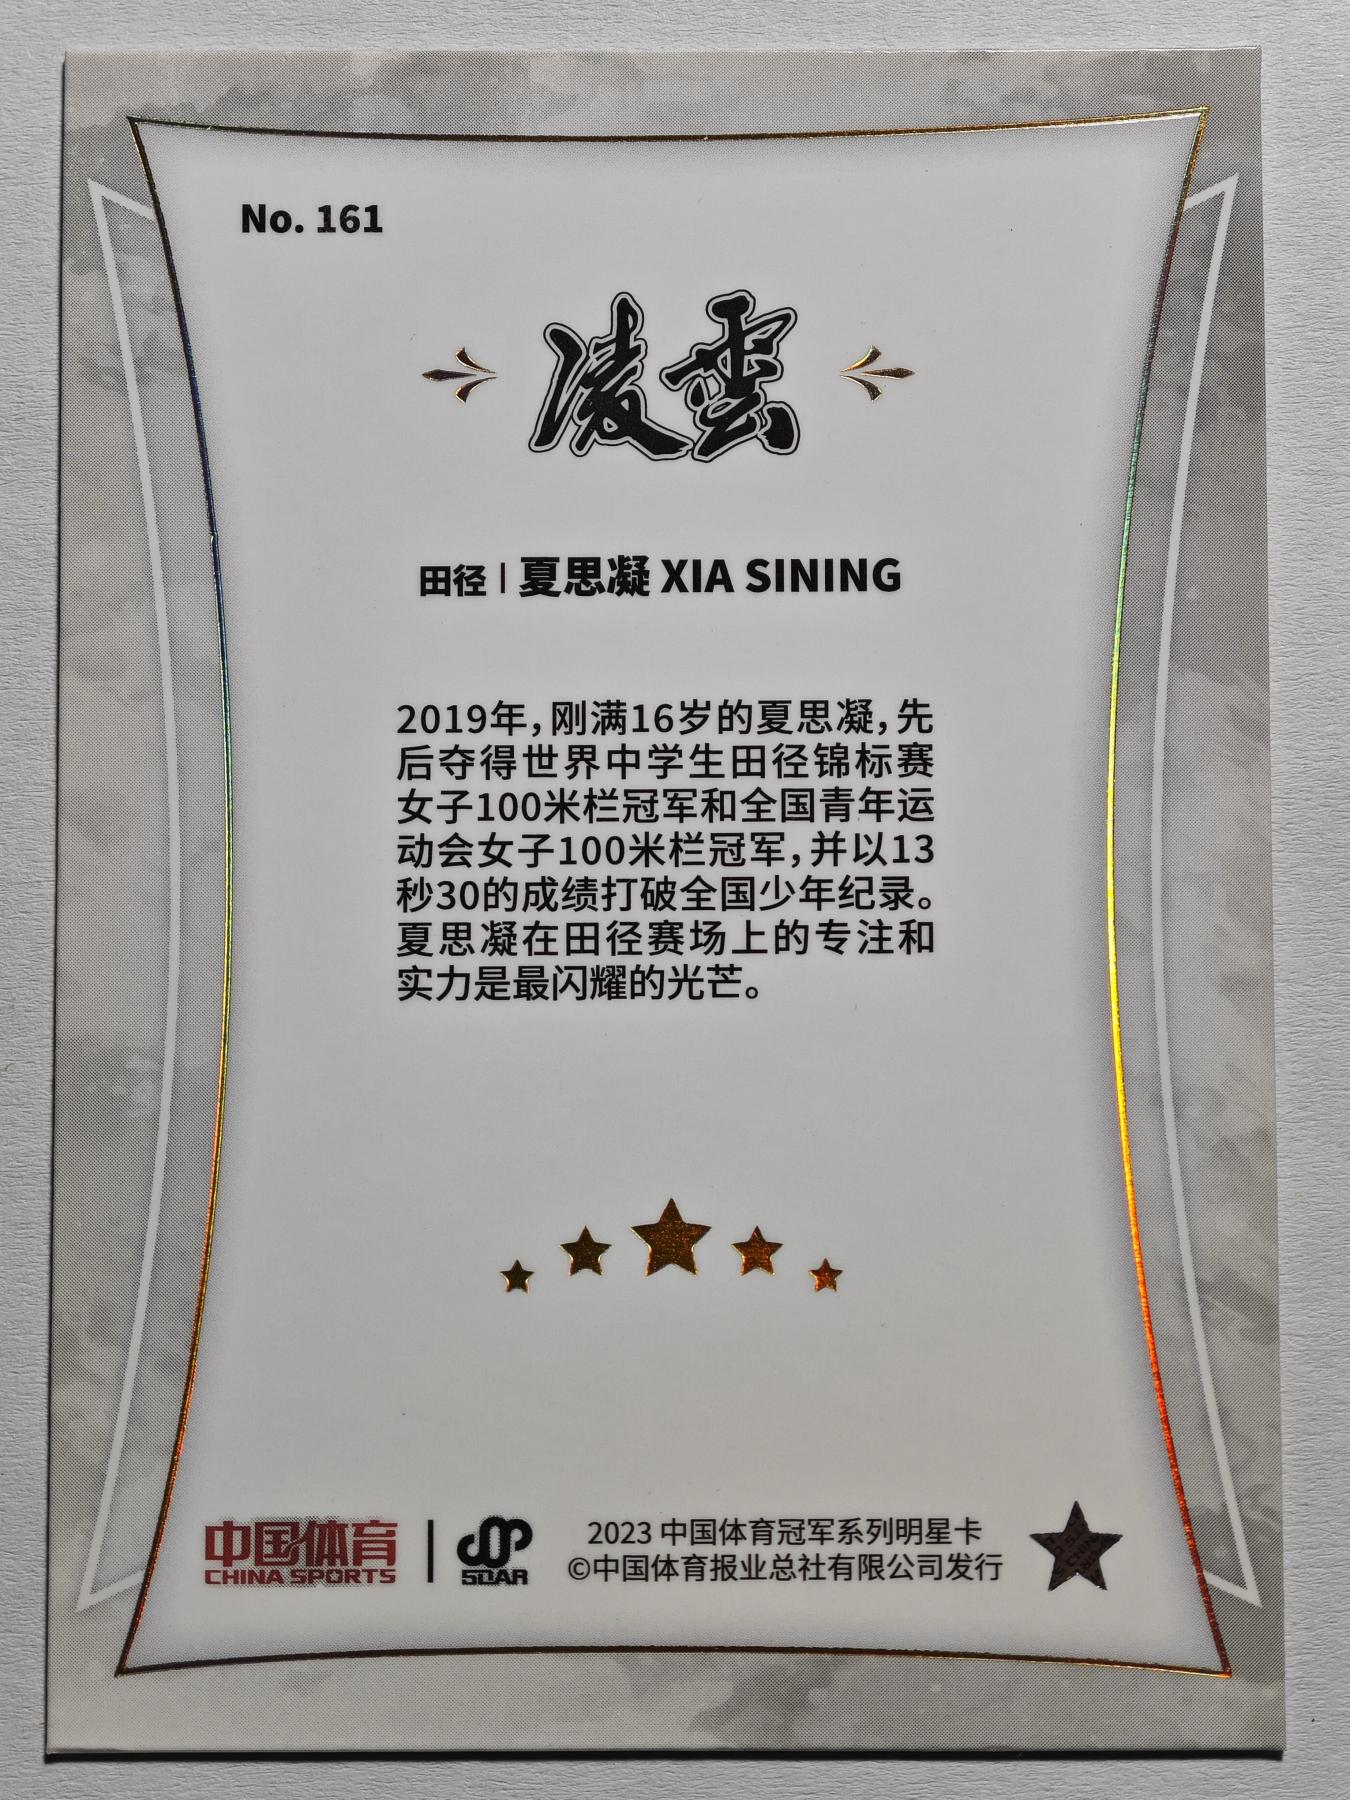 No. 161
凌雲
田径 | 夏思凝 XIA SINING
2019年，刚满16岁的夏思凝，先
后夺得世界中学生田径锦标赛
女子100米栏冠军和全国青年运
动会女子100米栏冠军，并以13
秒30的成绩打破全国少年纪录。
夏思凝在田径赛场上的专注和
实力是最闪耀的光芒。
中国体育
CHINA SPORTS
SOAR
2023 中国体育冠军系列明星卡
©中国体育报业总社有限公司发行